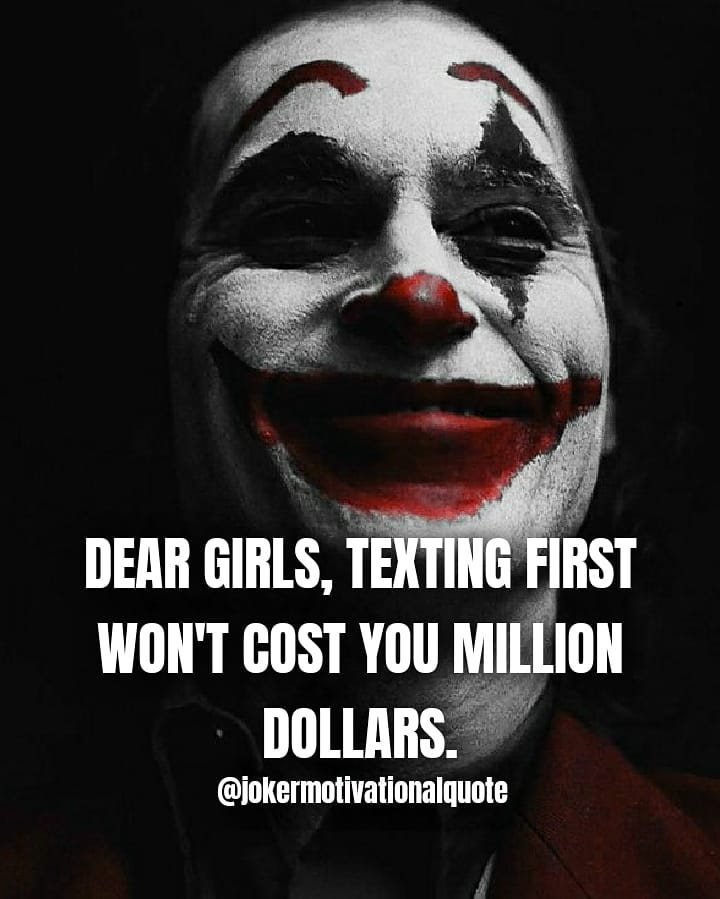 DEAR GIRLS, TEXTING FIRST
WON'T COST YOU MILLION
DOLLARS.
@jokermotivationalquote